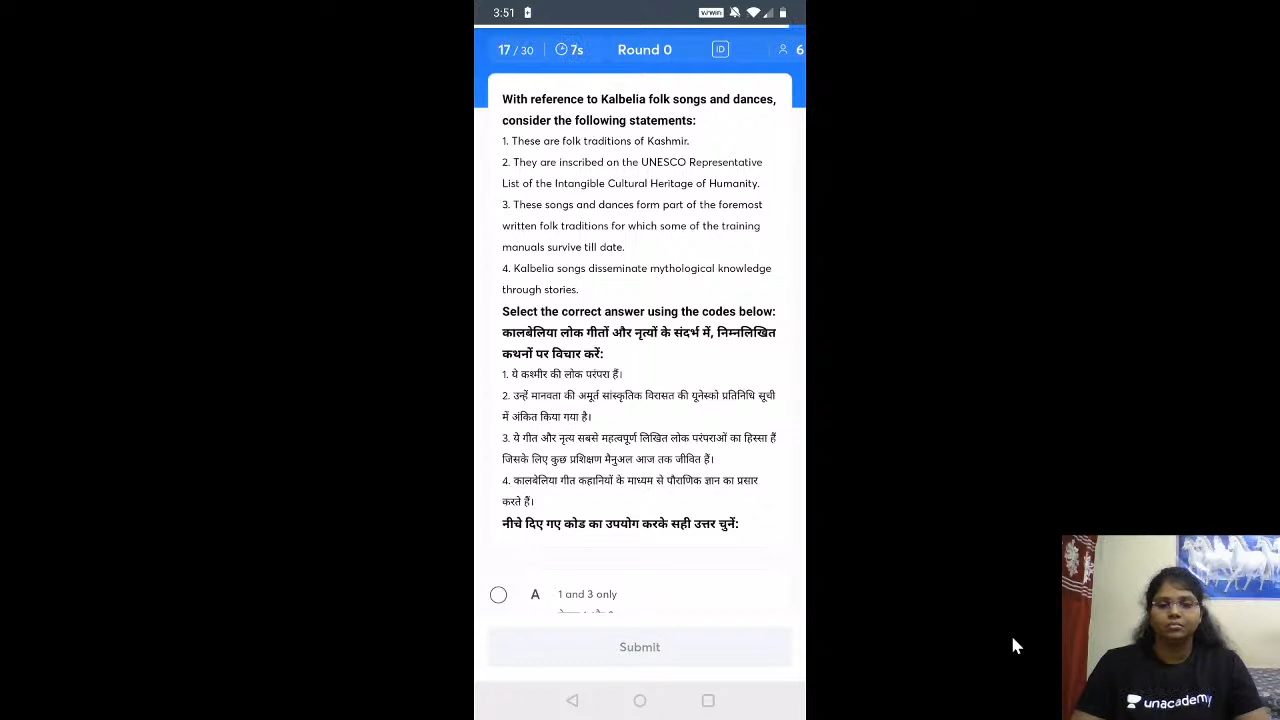 3:51
17 / 30
7s
Round 0
ID
6
With reference to Kalbelia folk songs and dances,
consider the following statements:
1. These are folk traditions of Kashmir.
2. They are inscribed on the UNESCO Representative
List of the Intangible Cultural Heritage of Humanity.
3. These songs and dances form part of the foremost
written folk traditions for which some of the training
manuals survive till date.
4. Kalbelia songs disseminate mythological knowledge
through stories.
Select the correct answer using the codes below:
कालबेलिया लोक गीतों और नृत्यों के संदर्भ में, निम्नलिखित
कथनों पर विचार करें:
1. ये कश्मीर की लोक परंपरा हैं।
2. उन्हें मानवता की अमूर्त सांस्कृतिक विरासत की यूनेस्को प्रतिनिधि सूची
में अंकित किया गया है।
3. ये गीत और नृत्य सबसे महत्वपूर्ण लिखित लोक परंपराओं का हिस्सा हैं
जिसके लिए कुछ प्रशिक्षण मैनुअल आज तक जीवित हैं।
4. कालबेलिया गीत कहानियों के माध्यम से पौराणिक ज्ञान का प्रसार
करते हैं।
नीचे दिए गए कोड का उपयोग करके सही उत्तर चुनें:
A 1 and 3 only
Submit
unacademy